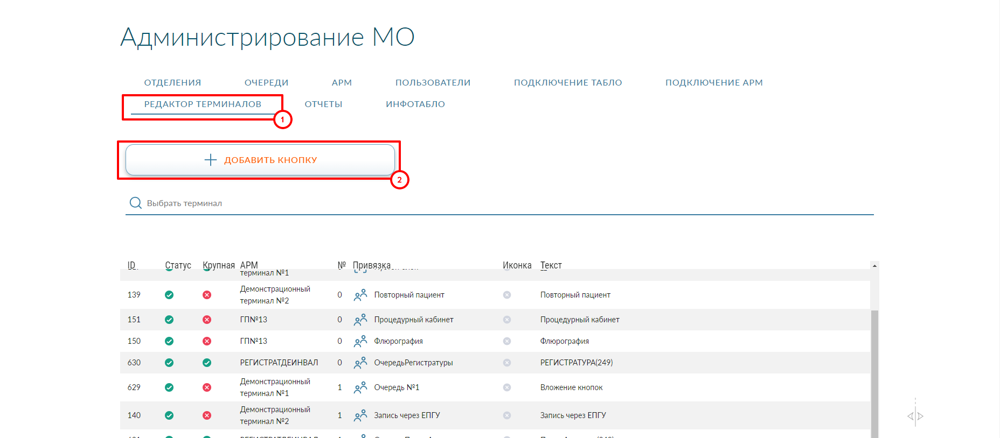 Администрирование МО
ОТДЕЛЕНИЯ ОЧЕРЕДИ АРМ ПОЛЬЗОВАТЕЛИ ПОДКЛЮЧЕНИЕ ТАБЛО ПОДКЛЮЧЕНИЕ АРМ
РЕДАКТОР ТЕРМИНАЛОВ ОТЧЕТЫ ИНФОТАБЛО
1
ДОБАВИТЬ КНОПКУ
2
Выбрать терминал
ID Статус Крупная АРМ № Привязка Иконка Текст
терминал №1
139 Демонстрационный терминал №2 0 Повторный пациент Повторный пациент
151 ГП№13 0 Процедурный кабинет Процедурный кабинет
150 ГП№13 0 Флюрография Флюрография
630 РЕГИСТРАТДЕИНВАЛ 0 ОчередьРегистратуры РЕГИСТРАТУРА(249)
629 Демонстрационный терминал №1 1 Очередь №1 Вложение кнопок
140 Демонстрационный терминал №2 1 Запись через ЕПГУ Запись через ЕПГУ